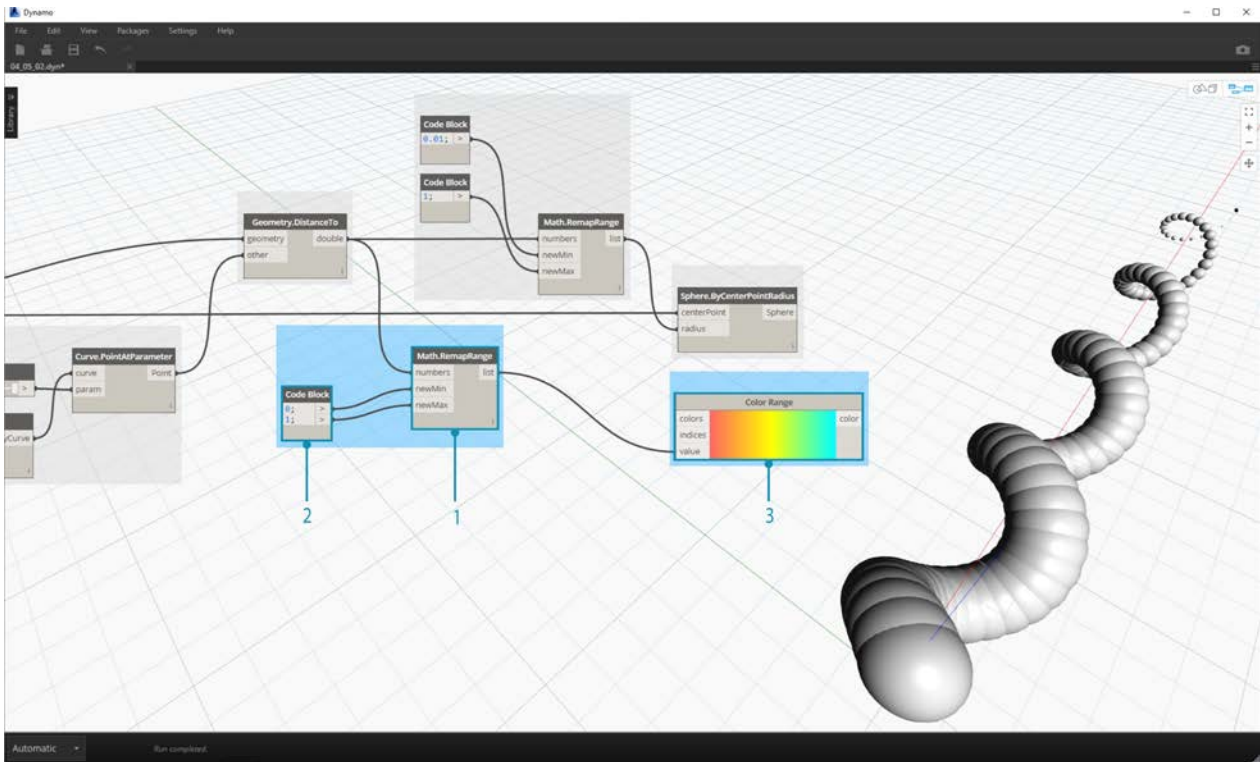 Dynamo
File Edit View Packages Settings Help
04_05_02.dyn*
Library
Code Block
0.01; >
Code Block
1; >
Geometry.DistanceTo
geometry double
other
Math.RemapRange
numbers list
newMin
newMax
Sphere.ByCenterPointRadius
centerPoint Sphere
radius
Curve.PointAtParameter
curve Point
param
>
yCurve
Math.RemapRange
numbers list
newMin
newMax
Code Block
0; >
1; >
Color Range
colors color
indices
value
2
1
3
Automatic
Run completed.